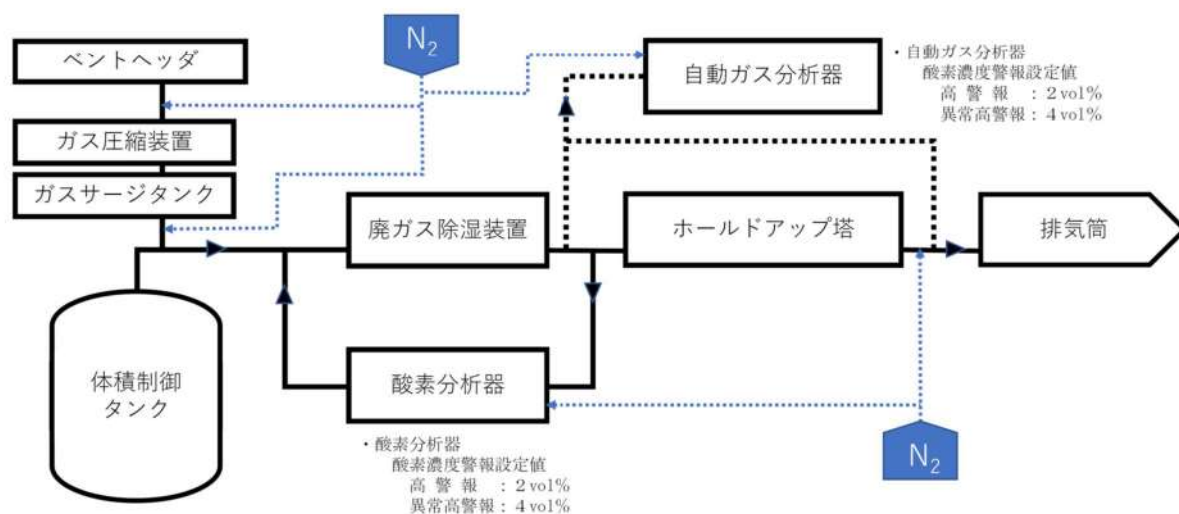 ベントヘッダ
N2
自動ガス分析器
・自動ガス分析器
酸素濃度警報設定値
高 警 報 : 2vol%
異常高警報 : 4vol%
ガス圧縮装置
ガスサージタンク
廃ガス除湿装置
ホールドアップ塔
排気筒
体積制御
タンク
酸素分析器
・酸素分析器
酸素濃度警報設定値
高 警 報 : 2vol%
異常高警報 : 4vol%
N2